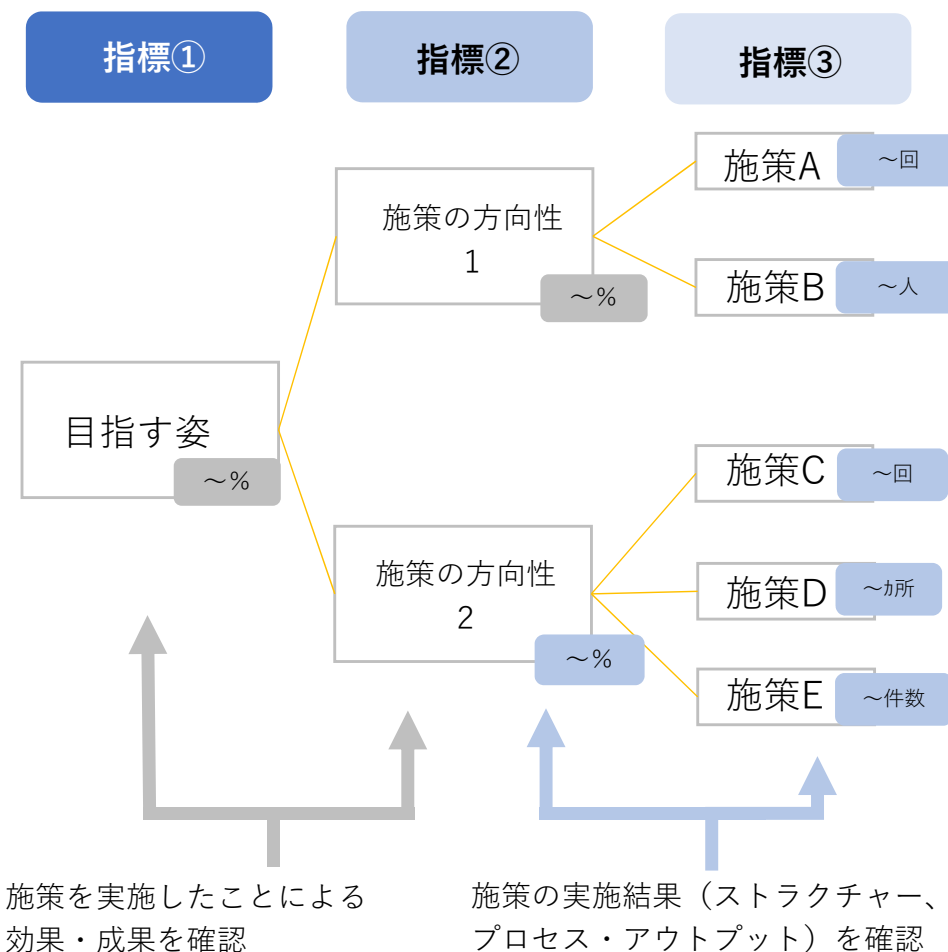 指標①
指標②
指標③
施策の方向性
1
～%
施策A
～回
施策B
～人
目指す姿
～%
施策の方向性
2
～%
施策C
～回
施策D
～ｶ所
施策E
～件数
施策を実施したことによる
効果・成果を確認
施策の実施結果（ストラクチャー、
プロセス・アウトプット）を確認